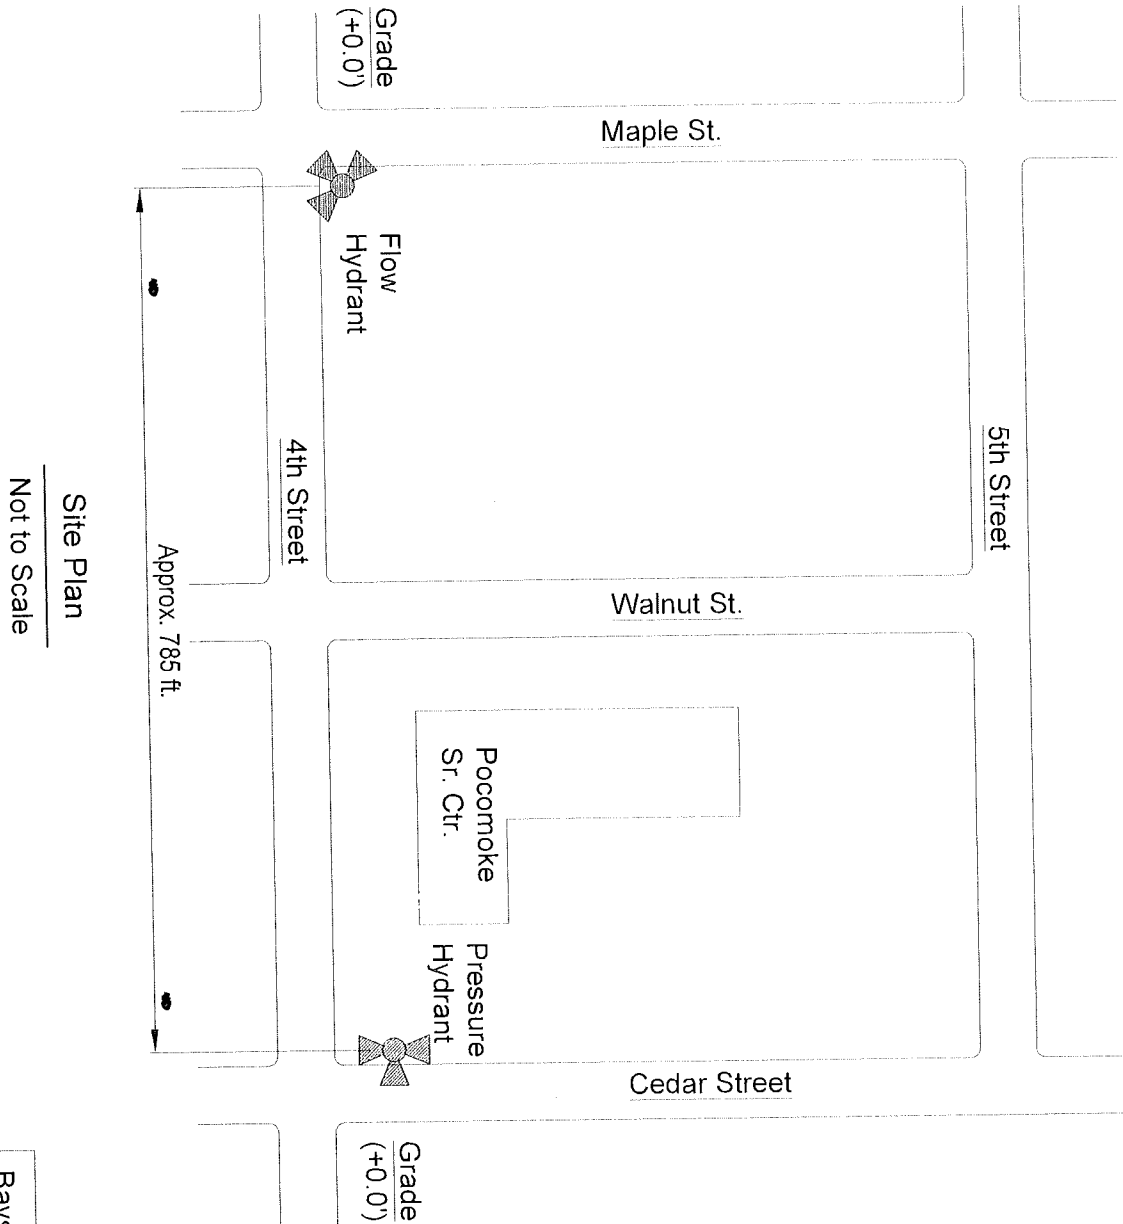 Grade
(+0.0')
Maple St.
Flow
Hydrant
4th Street
5th Street
Walnut St.
Approx. 785 ft.
Site Plan
Not to Scale
Pocomoke
Sr. Ctr.
Pressure
Hydrant
Cedar Street
Grade
(+0.0')